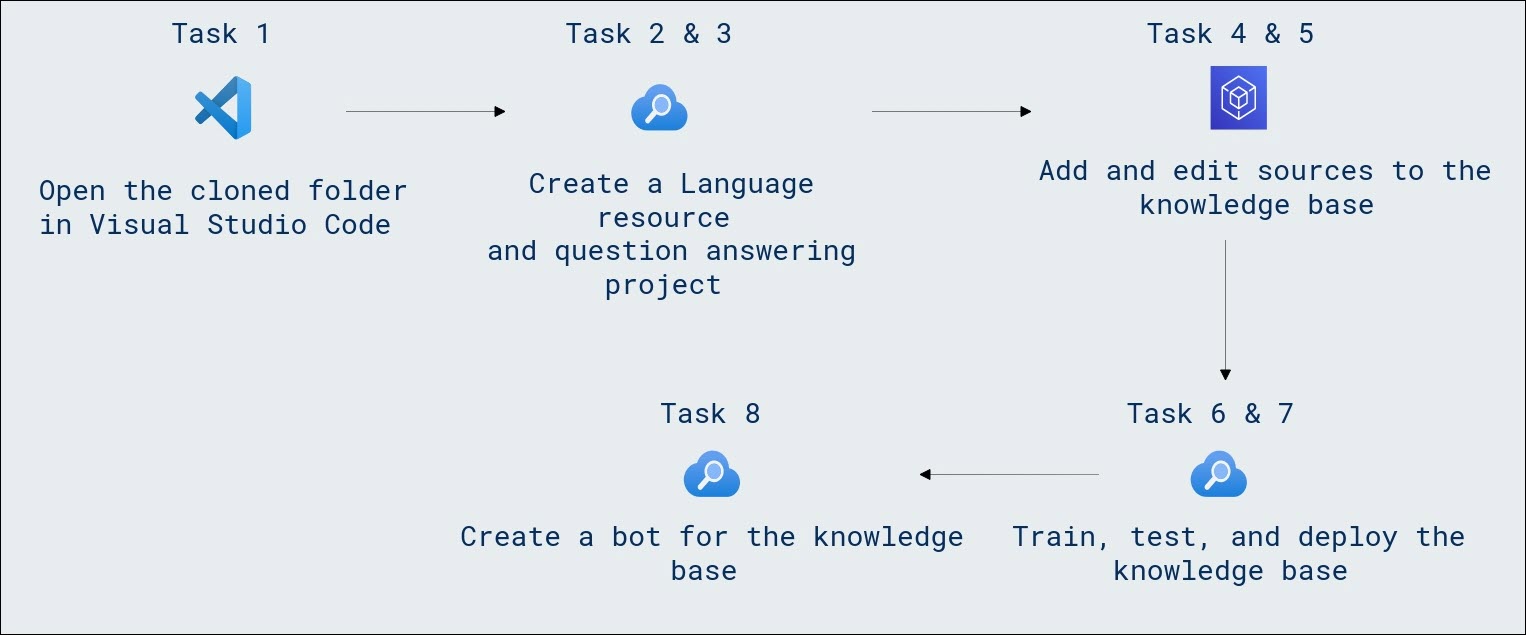 Task 1
Open the cloned folder
in Visual Studio Code
Task 2 & 3
Create a Language
resource
and question answering
project
Task 4 & 5
Add and edit sources to the
knowledge base
Task 6 & 7
Train, test, and deploy the
knowledge base
Task 8
Create a bot for the knowledge
base